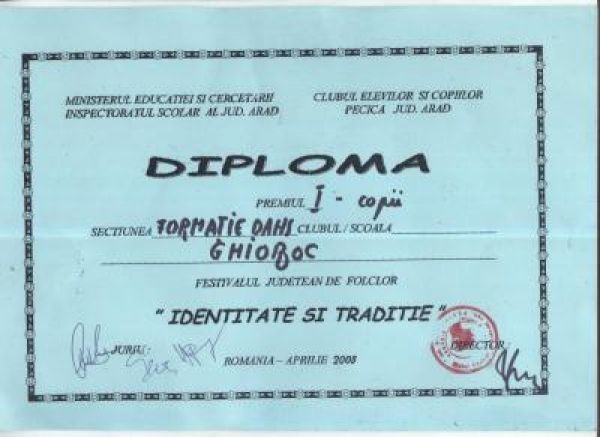 MINISTERUL EDUCATIEI SI CERCETARII
INSPECTORATUL SCOLAR AL JUD. ARAD
CLUBUL ELEVILOR SI COPIILOR
PECICA JUD. ARAD
DIPLOMA
PREMIUL I - copii
SECTIUNEA FORMATIE DANS CLUBUL / SCOALA
GHIOROC
FESTIVALUL JUDETEAN DE FOLCLOR
" IDENTITATE SI TRADITIE "
JURIU:
DIRECTOR:
ROMANIA - APRILIE 2008